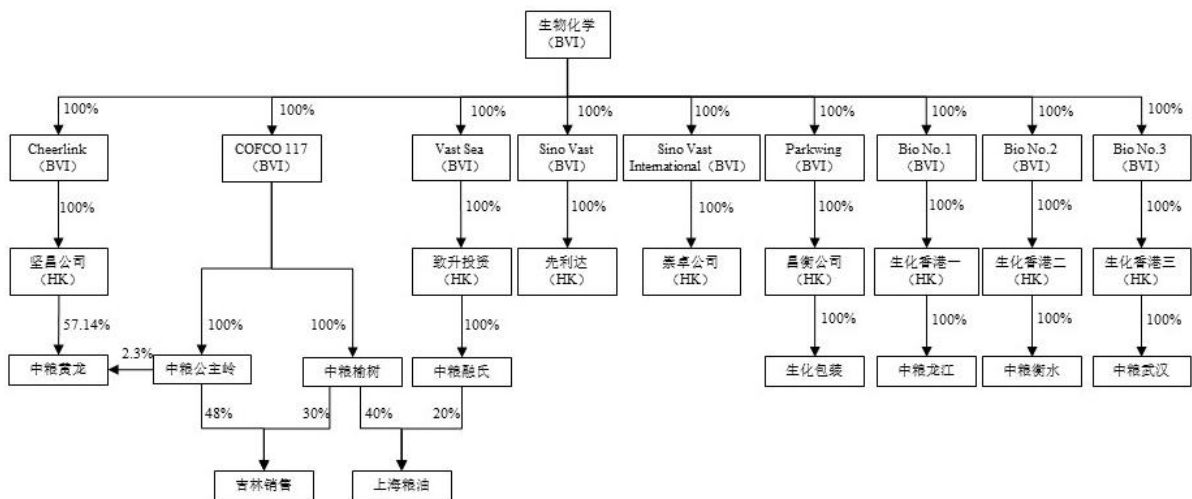 生物化学
（BVI）
100%
100%
100%
100%
100%
100%
100%
100%
100%
Cheerlink
（BVI）
COFCO 117
（BVI）
Vast Sea
（BVI）
Sino Vast
（BVI）
Sino Vast
International（BVI）
Parkwing
（BVI）
Bio No.1
（BVI）
Bio No.2
（BVI）
Bio No.3
（BVI）
100%
100%
100%
100%
100%
100%
100%
100%
坚昌公司
（HK）
致升投资
（HK）
先利达
（HK）
崇卓公司
（HK）
昌衡公司
（HK）
生化香港一
（HK）
生化香港二
（HK）
生化香港三
（HK）
57.14%
100%
100%
100%
100%
100%
100%
100%
中粮黄龙
2.3%
中粮公主岭
中粮榆树
中粮融氏
生化包装
中粮龙江
中粮衡水
中粮武汉
48%
30%
40%
20%
吉林销售
上海粮油